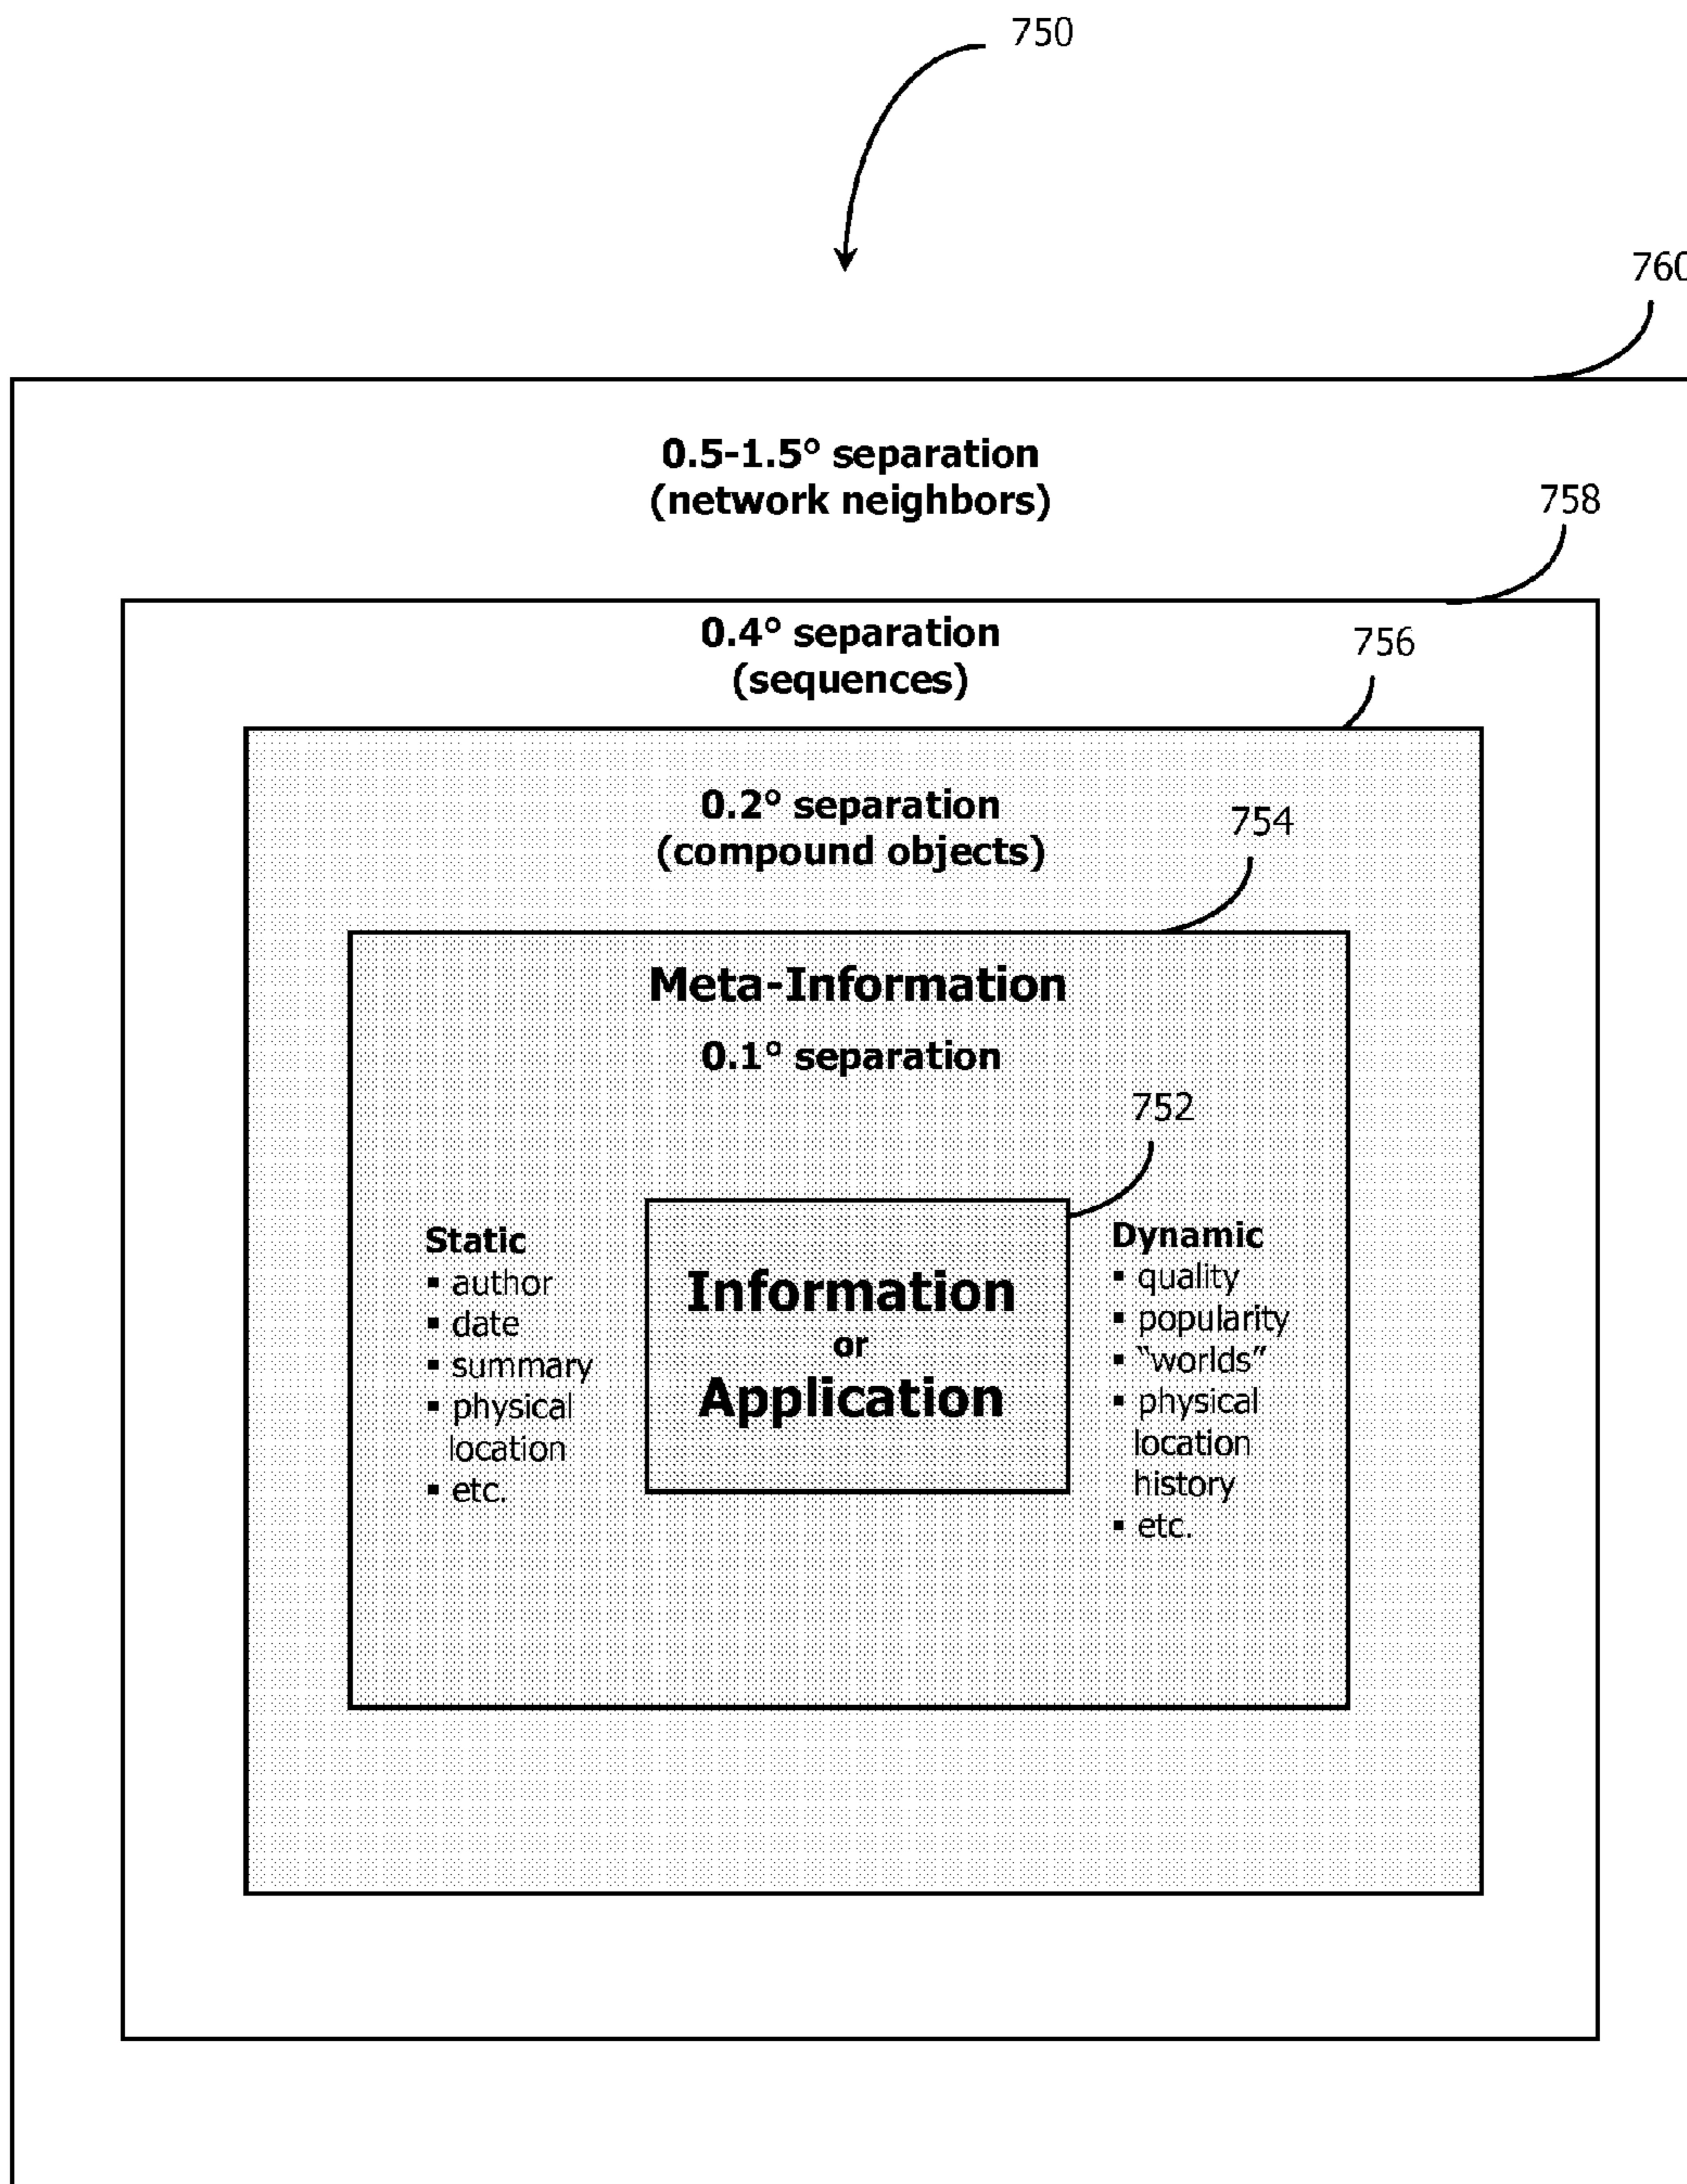 750
760
0.5-1.5° separation
(network neighbors)
758
0.4° separation
(sequences)
756
0.2° separation
(compound objects)
754
Meta-Information
0.1° separation
752
Static
▪ author
▪ date
▪ summary
▪ physical
location
▪ etc.
Information
or
Application
Dynamic
▪ quality
▪ popularity
▪ “worlds”
▪ physical
location
history
▪ etc.